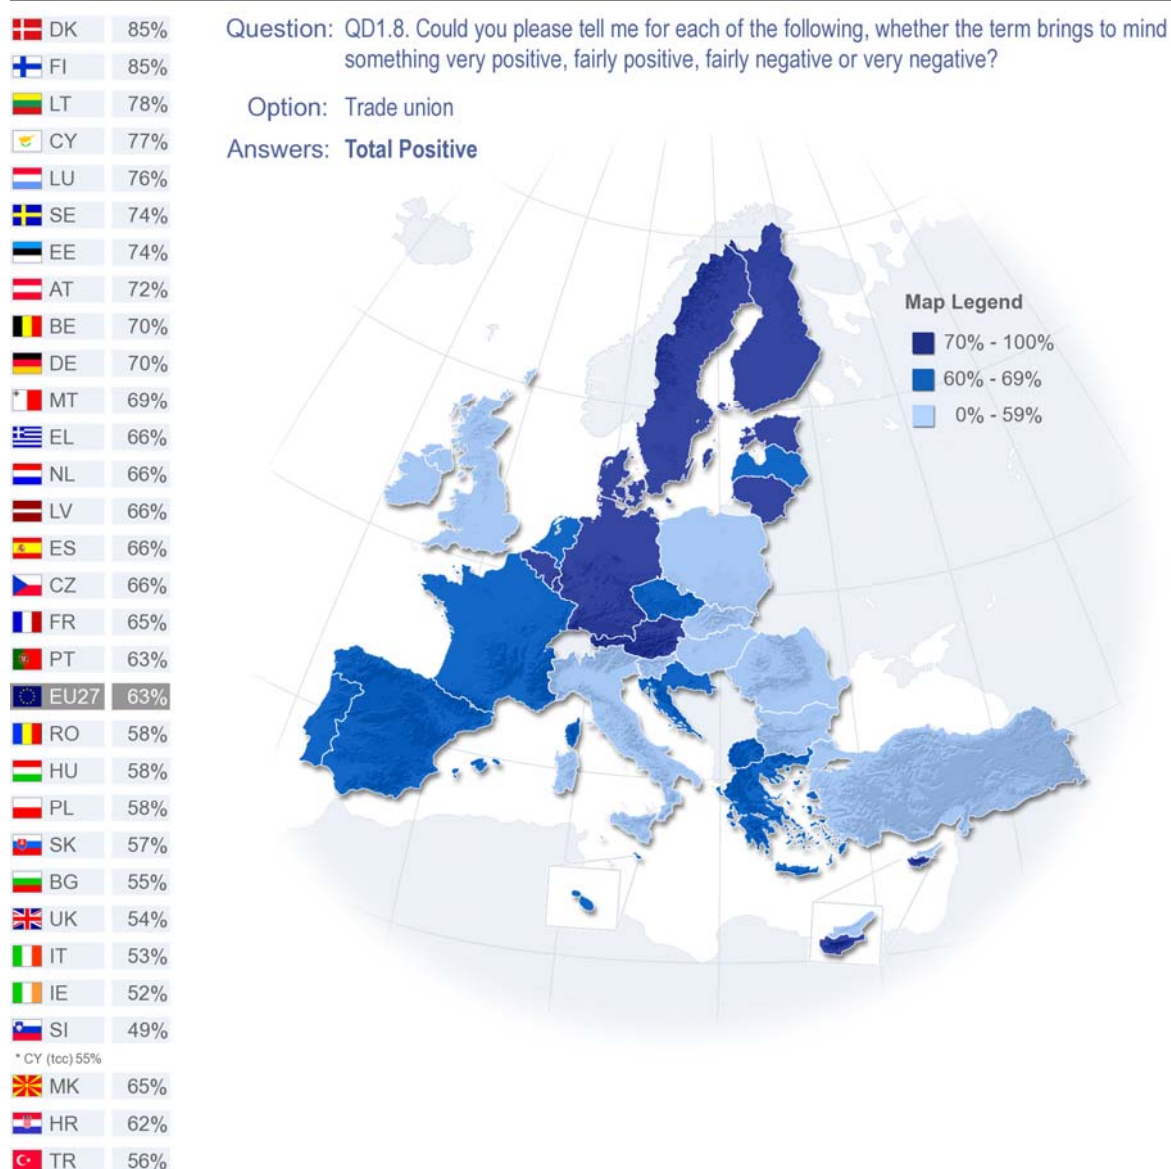 DK 85%
FI 85%
LT 78%
CY 77%
LU 76%
SE 74%
EE 74%
AT 72%
BE 70%
DE 70%
MT 69%
EL 66%
NL 66%
LV 66%
ES 66%
CZ 66%
FR 65%
PT 63%
EU27 63%
RO 58%
HU 58%
PL 58%
SK 57%
BG 55%
UK 54%
IT 53%
IE 52%
SI 49%
* CY (tcc) 55%
MK 65%
HR 62%
TR 56%
Question: QD1.8. Could you please tell me for each of the following, whether the term brings to mind
something very positive, fairly positive, fairly negative or very negative?
Option: Trade union
Answers: Total Positive
Map Legend
70% - 100%
60% - 69%
0% - 59%